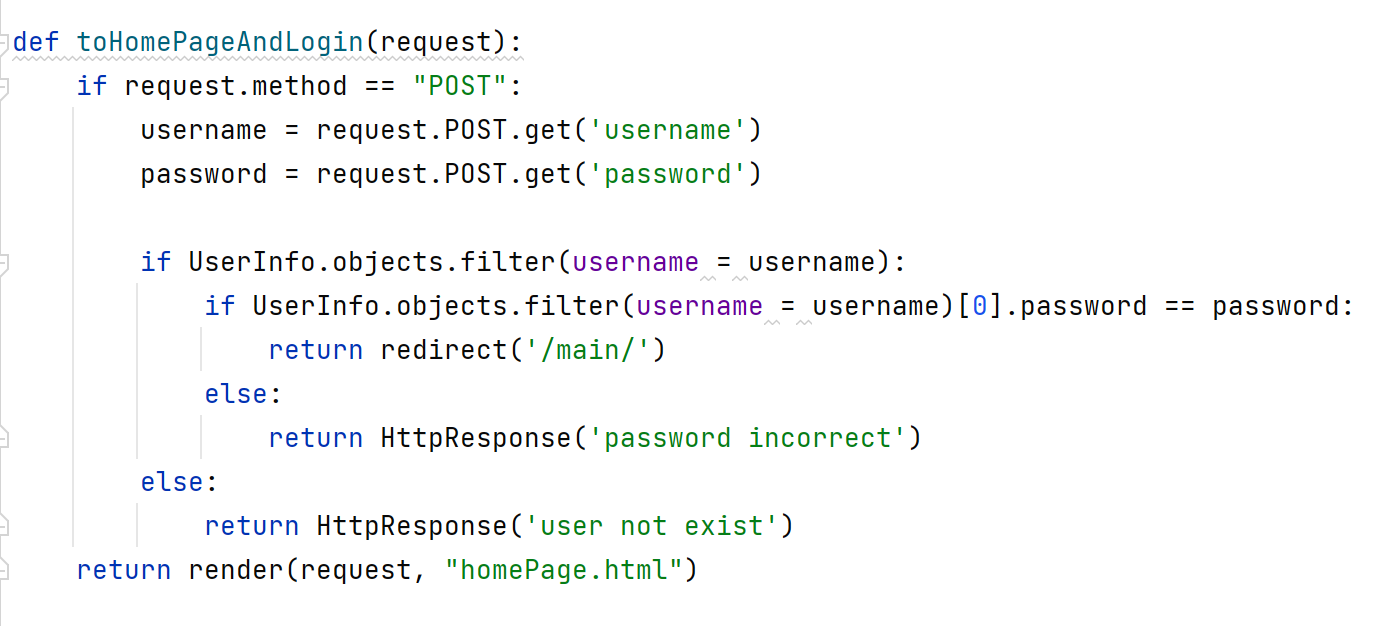 def toHomePageAndLogin(request):
    if request.method == "POST":
        username = request.POST.get('username')
        password = request.POST.get('password')

        if UserInfo.objects.filter(username = username):
            if UserInfo.objects.filter(username = username)[0].password == password:
                return redirect('/main/')
            else:
                return HttpResponse('password incorrect')
        else:
            return HttpResponse('user not exist')
    return render(request, "homePage.html")